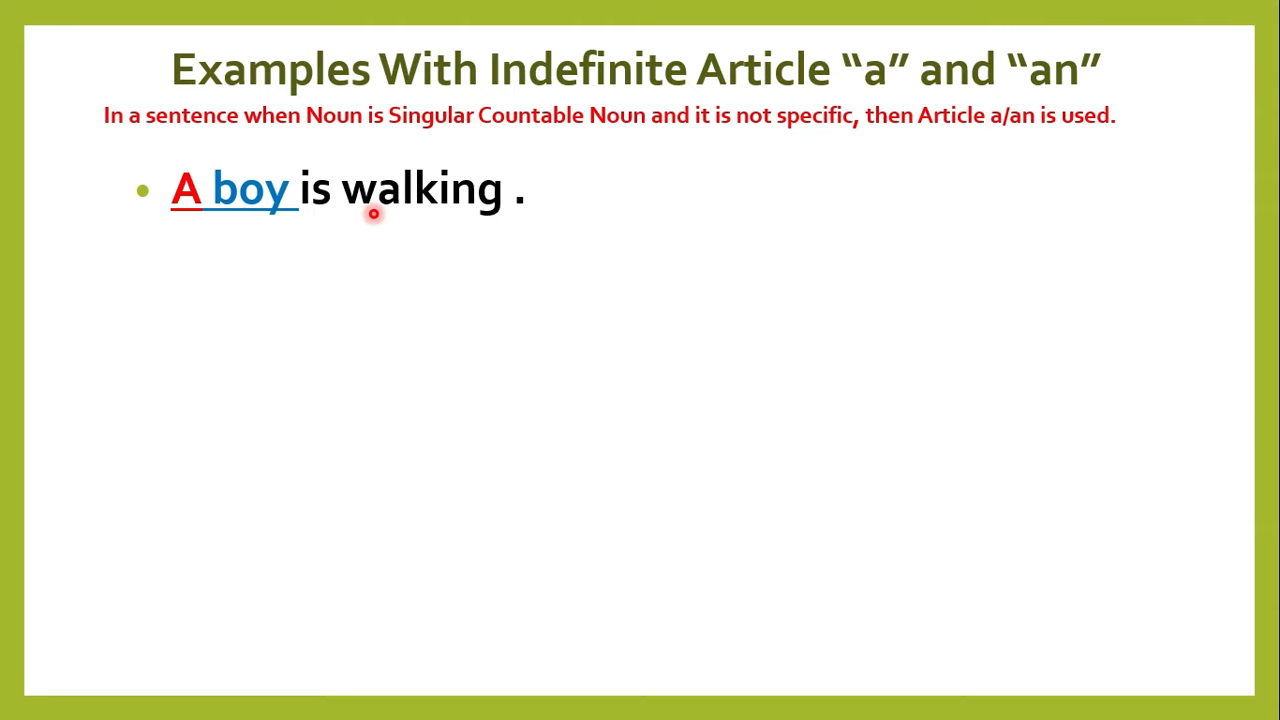 Examples With Indefinite Article “a” and “an”
In a sentence when Noun is Singular Countable Noun and it is not specific, then Article a/an is used.
• A boy is walking .